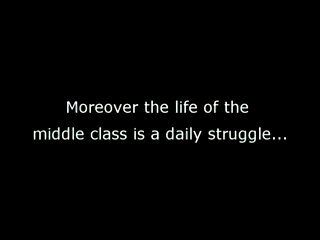 Moreover the life of the
middle class is a daily struggle...